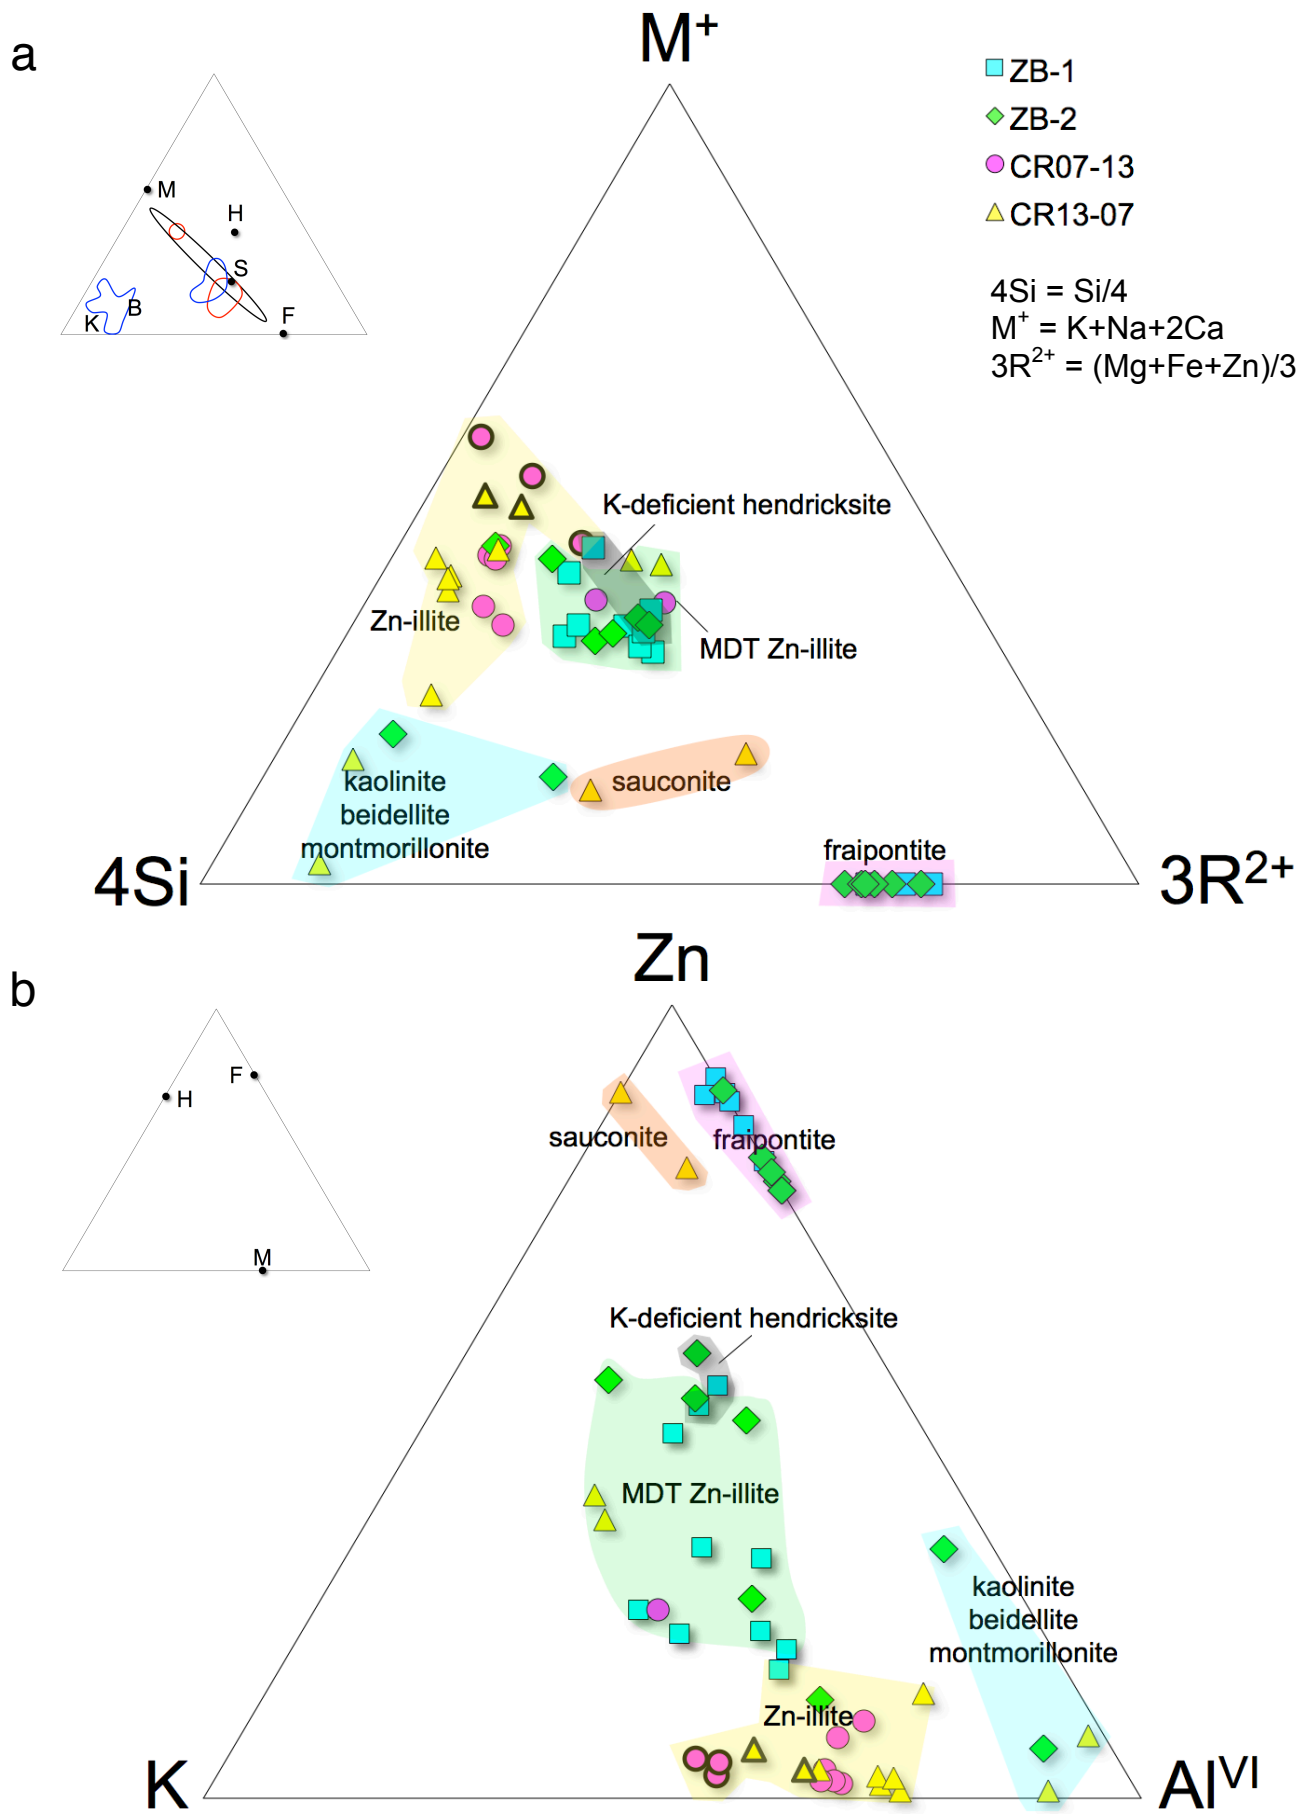 a
M⁺
ZB-1
ZB-2
CR07-13
CR13-07
4Si = Si/4
M⁺ = K+Na+2Ca
3R²⁺ = (Mg+Fe+Zn)/3
M
H
S
B
K
F
K-deficient hendricksite
Zn-illite
MDT Zn-illite
kaolinite
beidellite
montmorillonite
sauconite
fraipontite
4Si
3R²⁺
b
Zn
F
H
M
sauconite
fraipontite
K-deficient hendricksite
MDT Zn-illite
kaolinite
beidellite
montmorillonite
Zn-illite
K
Alⱽᴵ